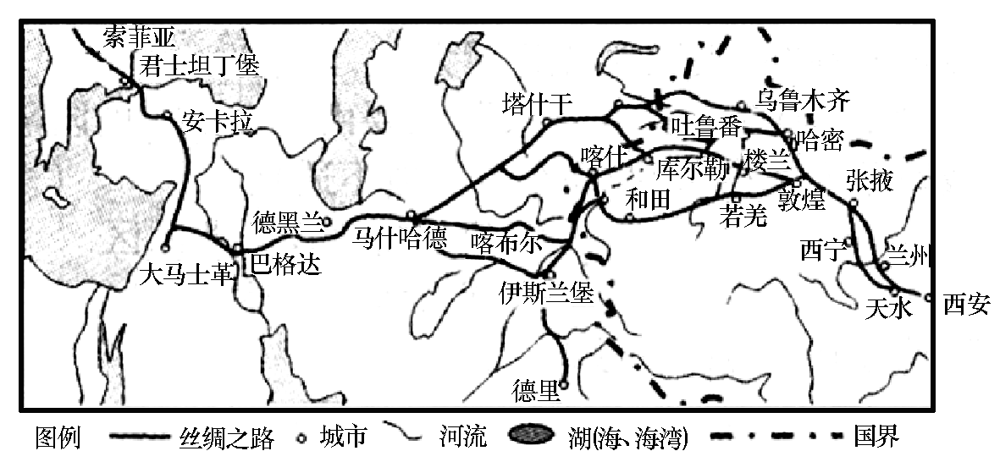 索菲亚
君士坦丁堡
安卡拉
塔什干
乌鲁木齐
吐鲁番
哈密
喀什
库尔勒
楼兰
张掖
和田
若羌
敦煌
德黑兰
马什哈德
喀布尔
西宁
兰州
大马士革
巴格达
伊斯兰堡
天水
西安
德里
图例 丝绸之路 城市 河流 湖(海、海湾) 国界